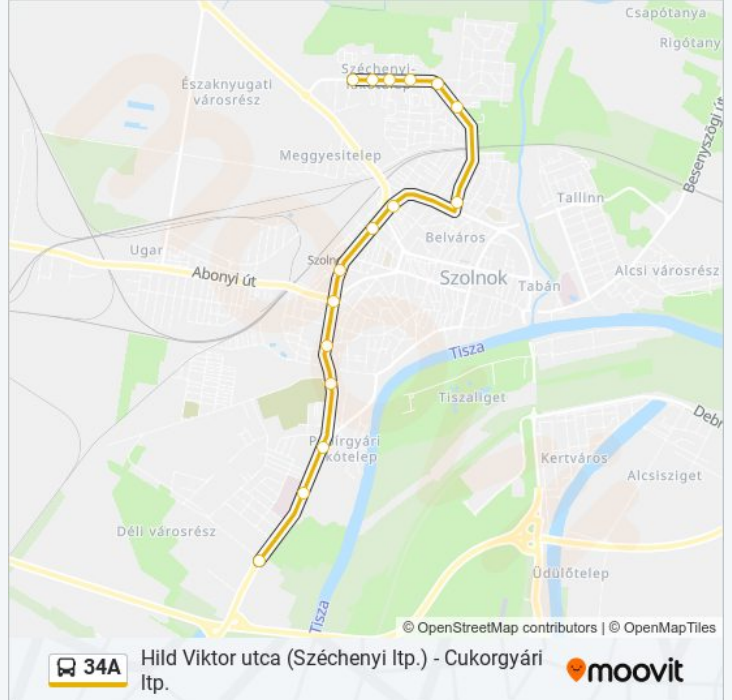 Csapótanya
Rigótany
Széchenyi-
Északnyugati
városrész
Besenyszögi út
Meggyesitelep
Tallinn
Belváros
Ugar
Szolno
Abonyi út
Szolnok
Alcsi városrész
Tabán
Tisza
Tiszaliget
Debr
Kertváros
Alcsisziget
Déli városrész
Üdülőtelep
Tisza
© OpenStreetMap contributors | © OpenMapTiles
34A
Hild Viktor utca (Széchenyi ltp.) - Cukorgyári
ltp.
moovit